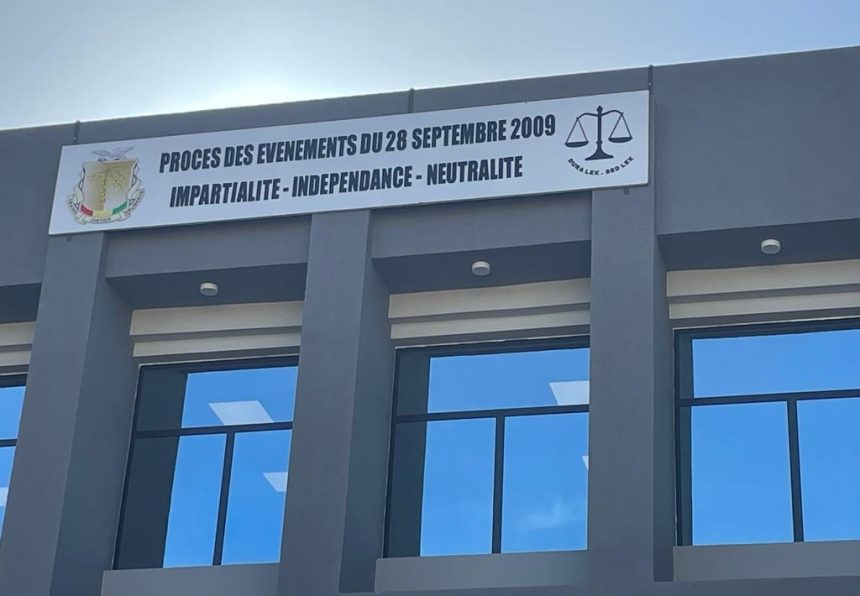 PROCES DES EVENEMENTS DU 28 SEPTEMBRE 2009
IMPARTIALITE - INDEPENDANCE - NEUTRALITE
DURA LEX - SED LEX